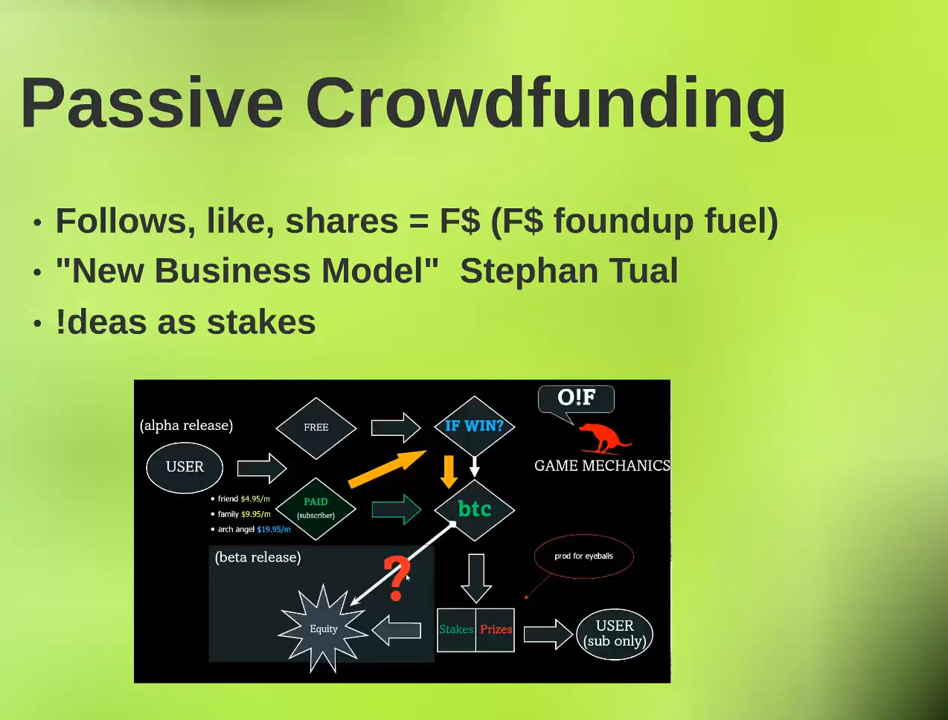 Passive Crowdfunding
• Follows, like, shares = F$ (F$ foundup fuel)
• "New Business Model"  Stephan Tual
• !deas as stakes
O!F
(alpha release)
FREE
IF WIN?
USER
GAME MECHANICS
• friend $4.95/m
• family $9.95/m
• arch angel $19.95/m
PAID
(subscriber)
btc
(beta release)
?
prod for eyeballs
Equity
Stakes
Prizes
USER
(sub only)